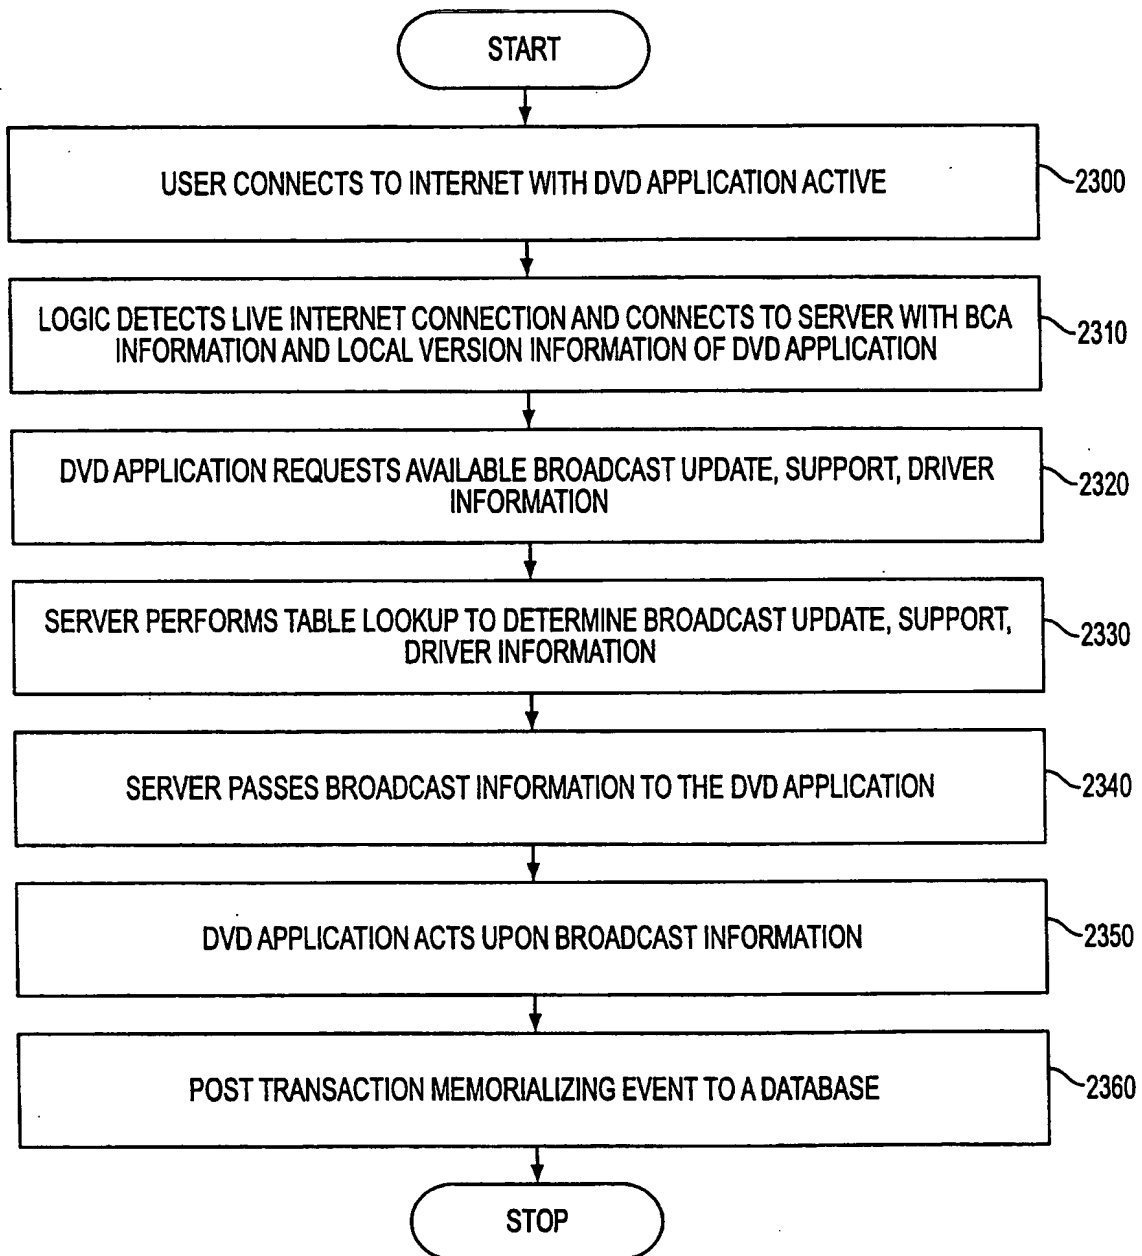 START
USER CONNECTS TO INTERNET WITH DVD APPLICATION ACTIVE
2300
LOGIC DETECTS LIVE INTERNET CONNECTION AND CONNECTS TO SERVER WITH BCA
INFORMATION AND LOCAL VERSION INFORMATION OF DVD APPLICATION
2310
DVD APPLICATION REQUESTS AVAILABLE BROADCAST UPDATE, SUPPORT, DRIVER
INFORMATION
2320
SERVER PERFORMS TABLE LOOKUP TO DETERMINE BROADCAST UPDATE, SUPPORT,
DRIVER INFORMATION
2330
SERVER PASSES BROADCAST INFORMATION TO THE DVD APPLICATION
2340
DVD APPLICATION ACTS UPON BROADCAST INFORMATION
2350
POST TRANSACTION MEMORIALIZING EVENT TO A DATABASE
2360
STOP